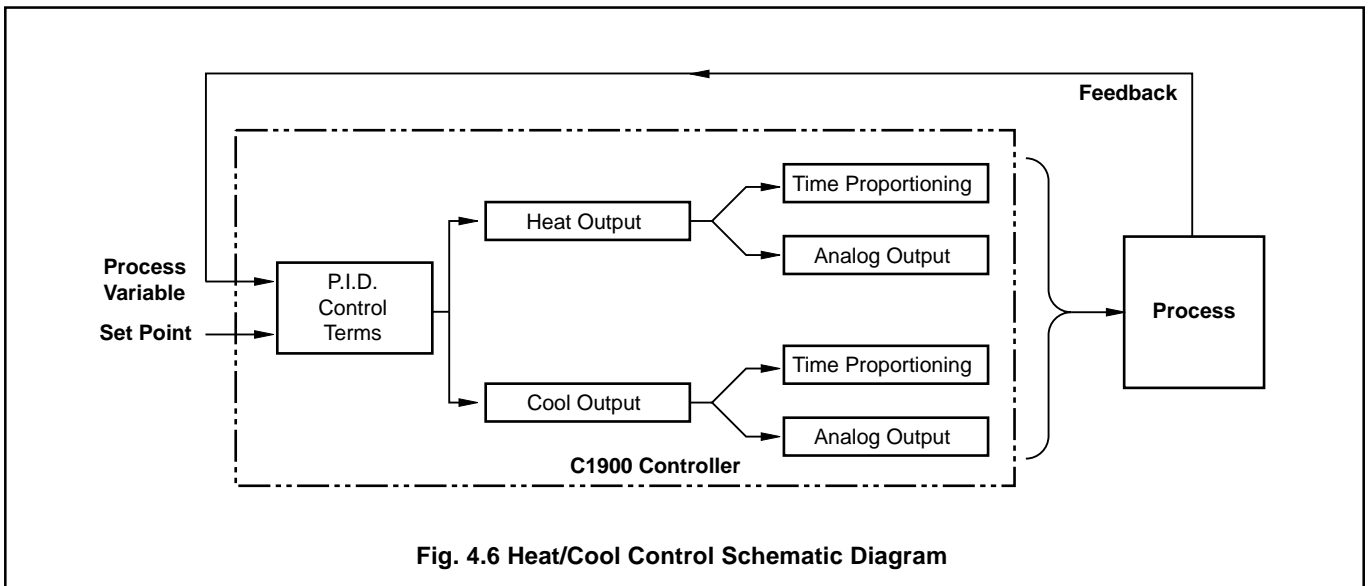 Feedback
Time Proportioning
Heat Output
Analog Output
Process
Variable
P.I.D.
Control
Terms
Set Point
Process
Time Proportioning
Cool Output
Analog Output
C1900 Controller
Fig. 4.6 Heat/Cool Control Schematic Diagram